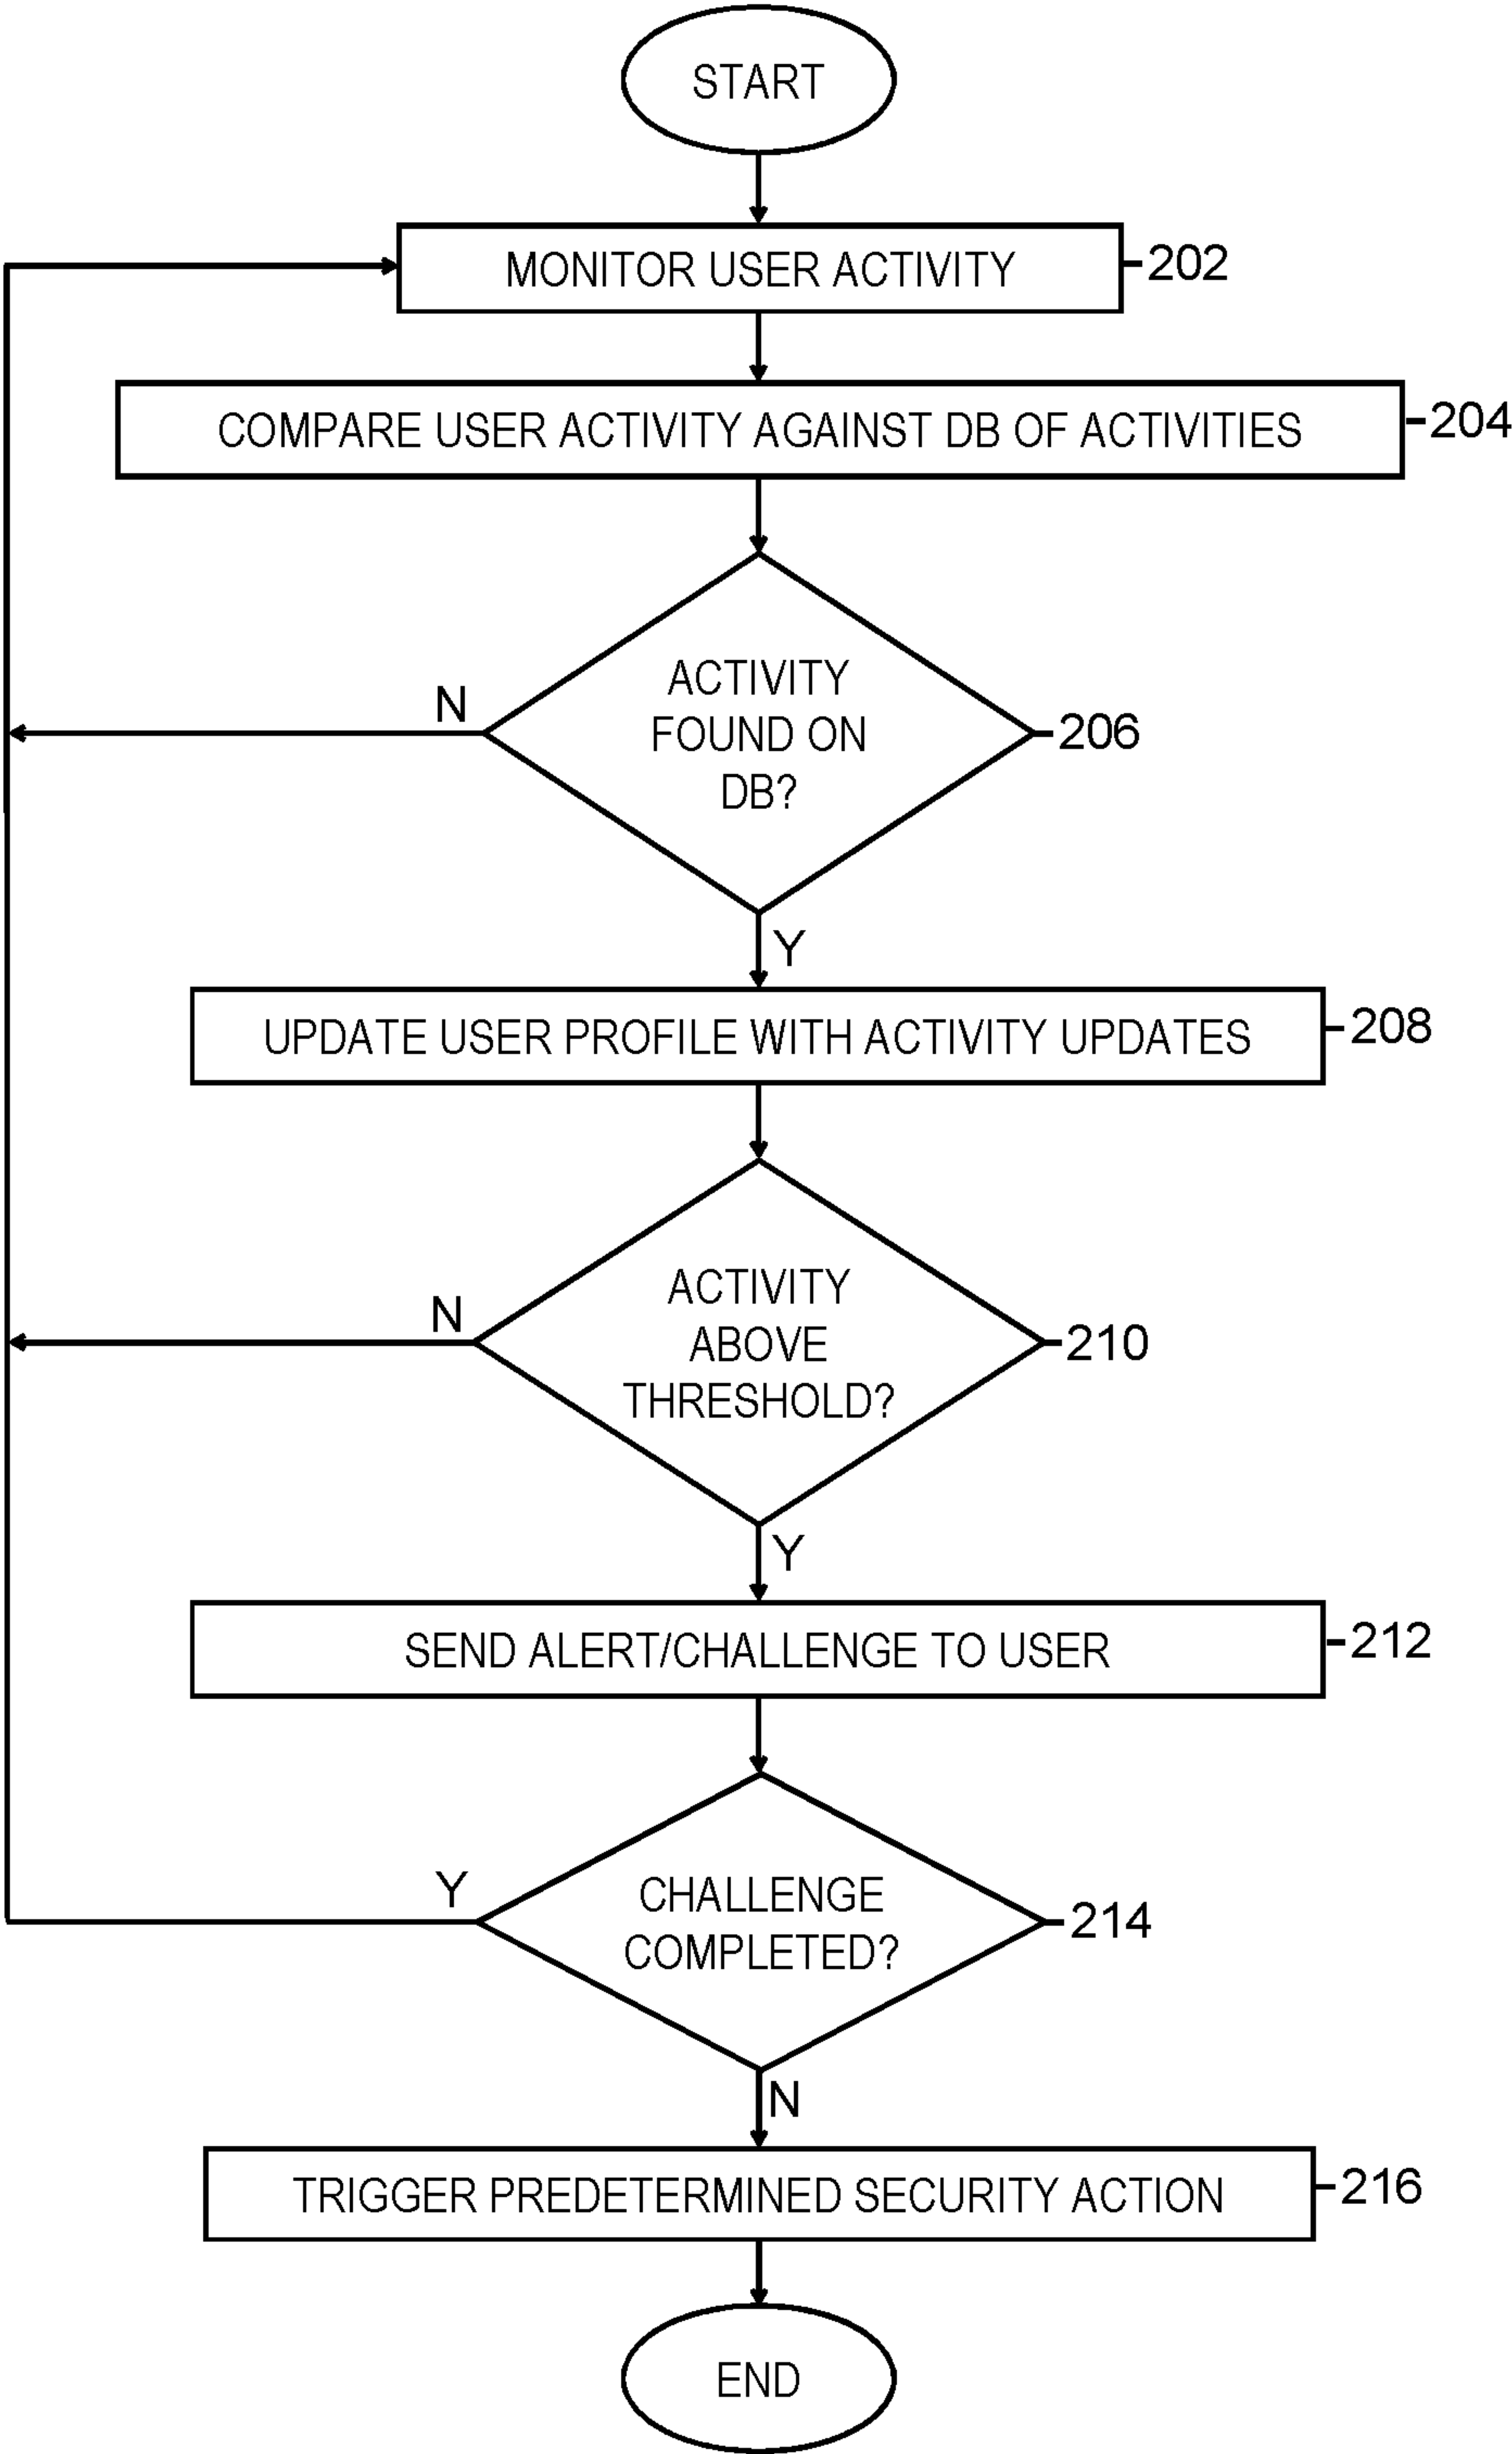 START
MONITOR USER ACTIVITY
202
COMPARE USER ACTIVITY AGAINST DB OF ACTIVITIES
204
ACTIVITY
FOUND ON
DB?
N
206
Y
UPDATE USER PROFILE WITH ACTIVITY UPDATES
208
ACTIVITY
ABOVE
THRESHOLD?
N
210
Y
SEND ALERT/CHALLENGE TO USER
212
CHALLENGE
COMPLETED?
Y
214
N
TRIGGER PREDETERMINED SECURITY ACTION
216
END